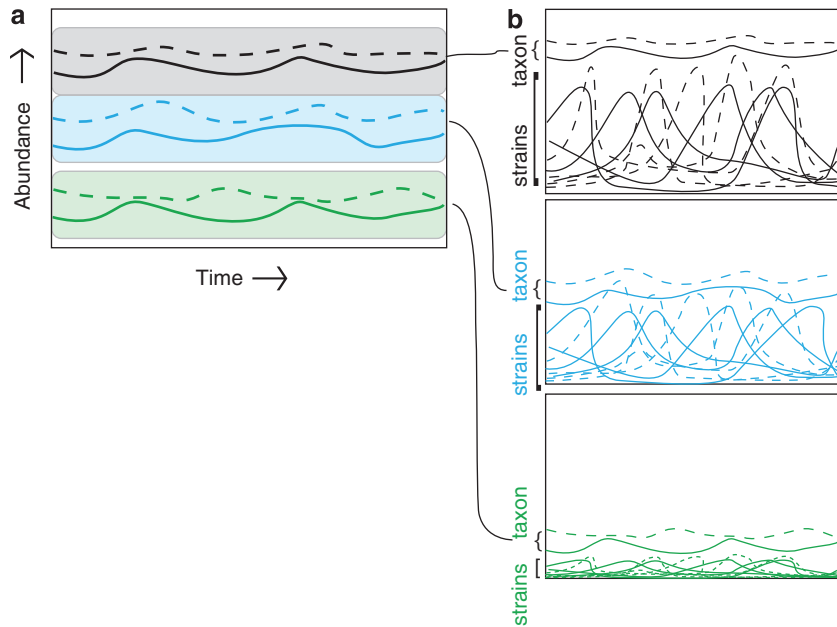 a
Abundance
Time
b
taxon
strains
taxon
strains
taxon
strains